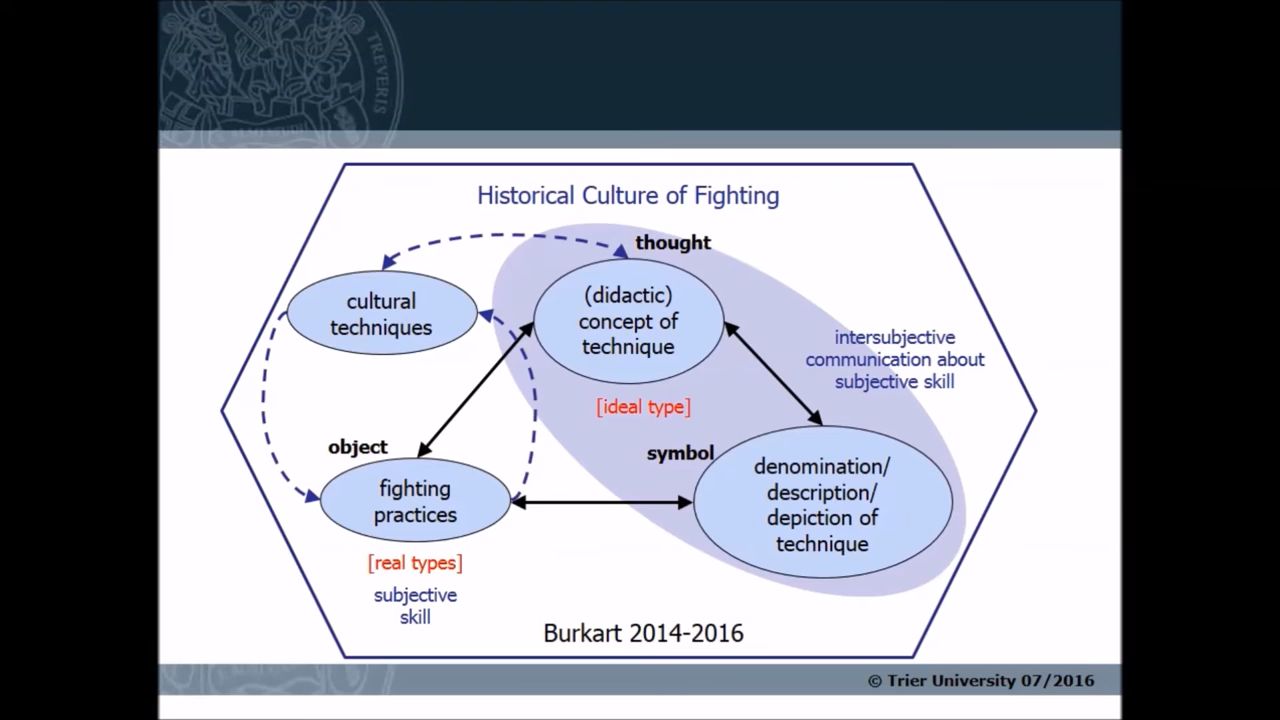 TREVERIS
Historical Culture of Fighting
thought
cultural
techniques
(didactic)
concept of
technique
intersubjective
communication about
subjective skill
[ideal type]
object
symbol
fighting
practices
denomination/
description/
depiction of
technique
[real types]
subjective
skill
Burkart 2014-2016
© Trier University 07/2016